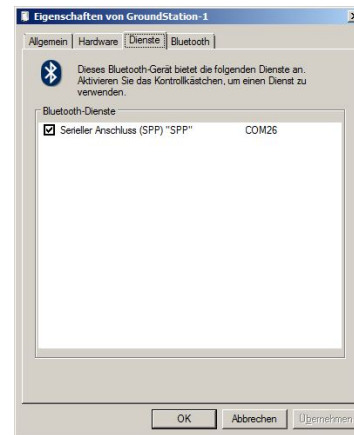 Eigenschaften von GroundStation-1
Allgemein Hardware Dienste Bluetooth
Dieses Bluetooth-Gerät bietet die folgenden Dienste an.
Aktivieren Sie das Kontrollkästchen, um einen Dienst zu
verwenden.
Bluetooth-Dienste
Serieller Anschluss (SPP) "SPP" COM26
OK Abbrechen Übernehmen